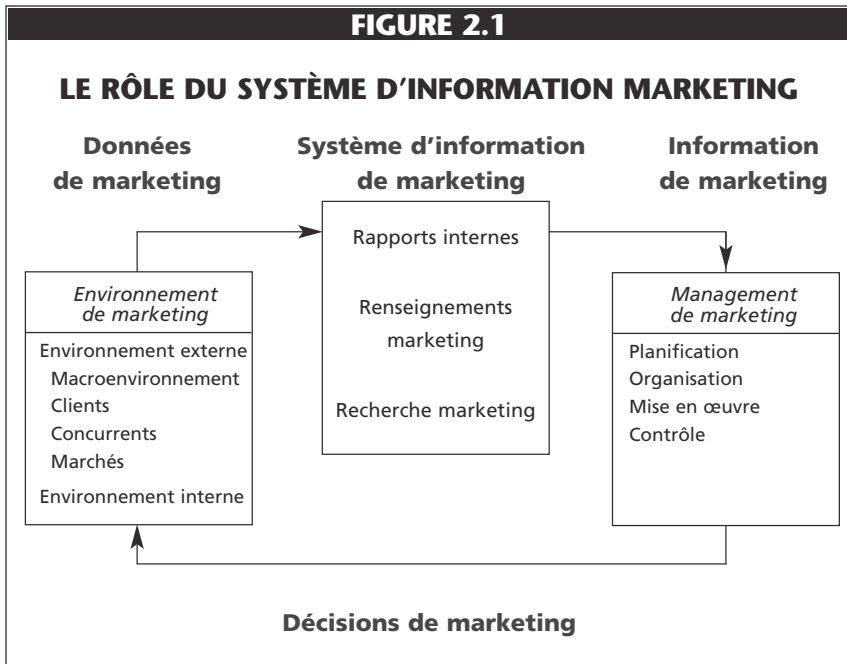 FIGURE 2.1
LE RÔLE DU SYSTÈME D’INFORMATION MARKETING
Données
de marketing
Système d’information
de marketing
Information
de marketing
Environnement
de marketing
Environnement externe
Macroenvironnement
Clients
Concurrents
Marchés
Environnement interne
Rapports internes
Renseignements
marketing
Recherche marketing
Management
de marketing
Planification
Organisation
Mise en œuvre
Contrôle
Décisions de marketing